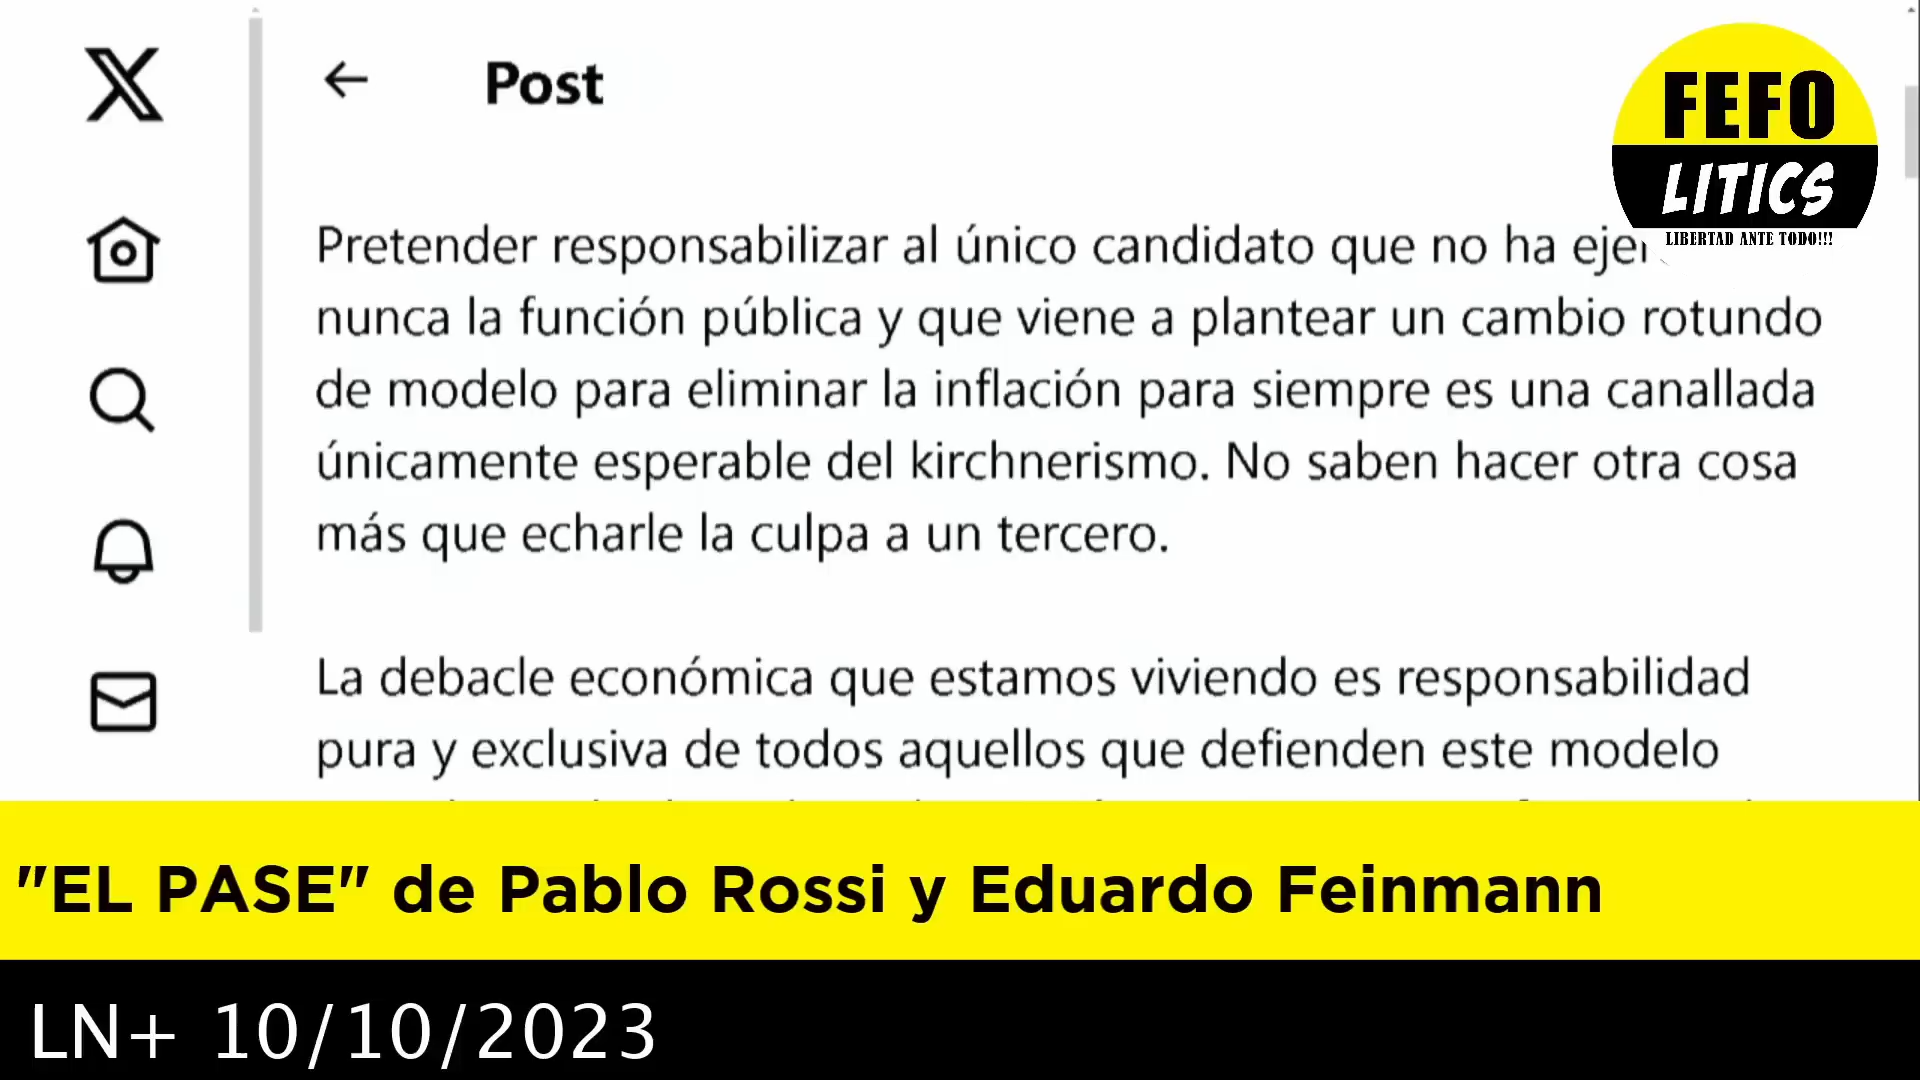 Post
FEFO
LITICS
LIBERTAD ANTE TODO!!!
Pretender responsabilizar al único candidato que no ha
nunca la función pública y que viene a plantear un cambio rotundo
de modelo para eliminar la inflación para siempre es una canallada
únicamente esperable del kirchnerismo. No saben hacer otra cosa
más que echarle la culpa a un tercero.
La debacle económica que estamos viviendo es responsabilidad
pura y exclusiva de todos aquellos que defienden este modelo
"EL PASE" de Pablo Rossi y Eduardo Feinmann
LN+ 10/10/2023